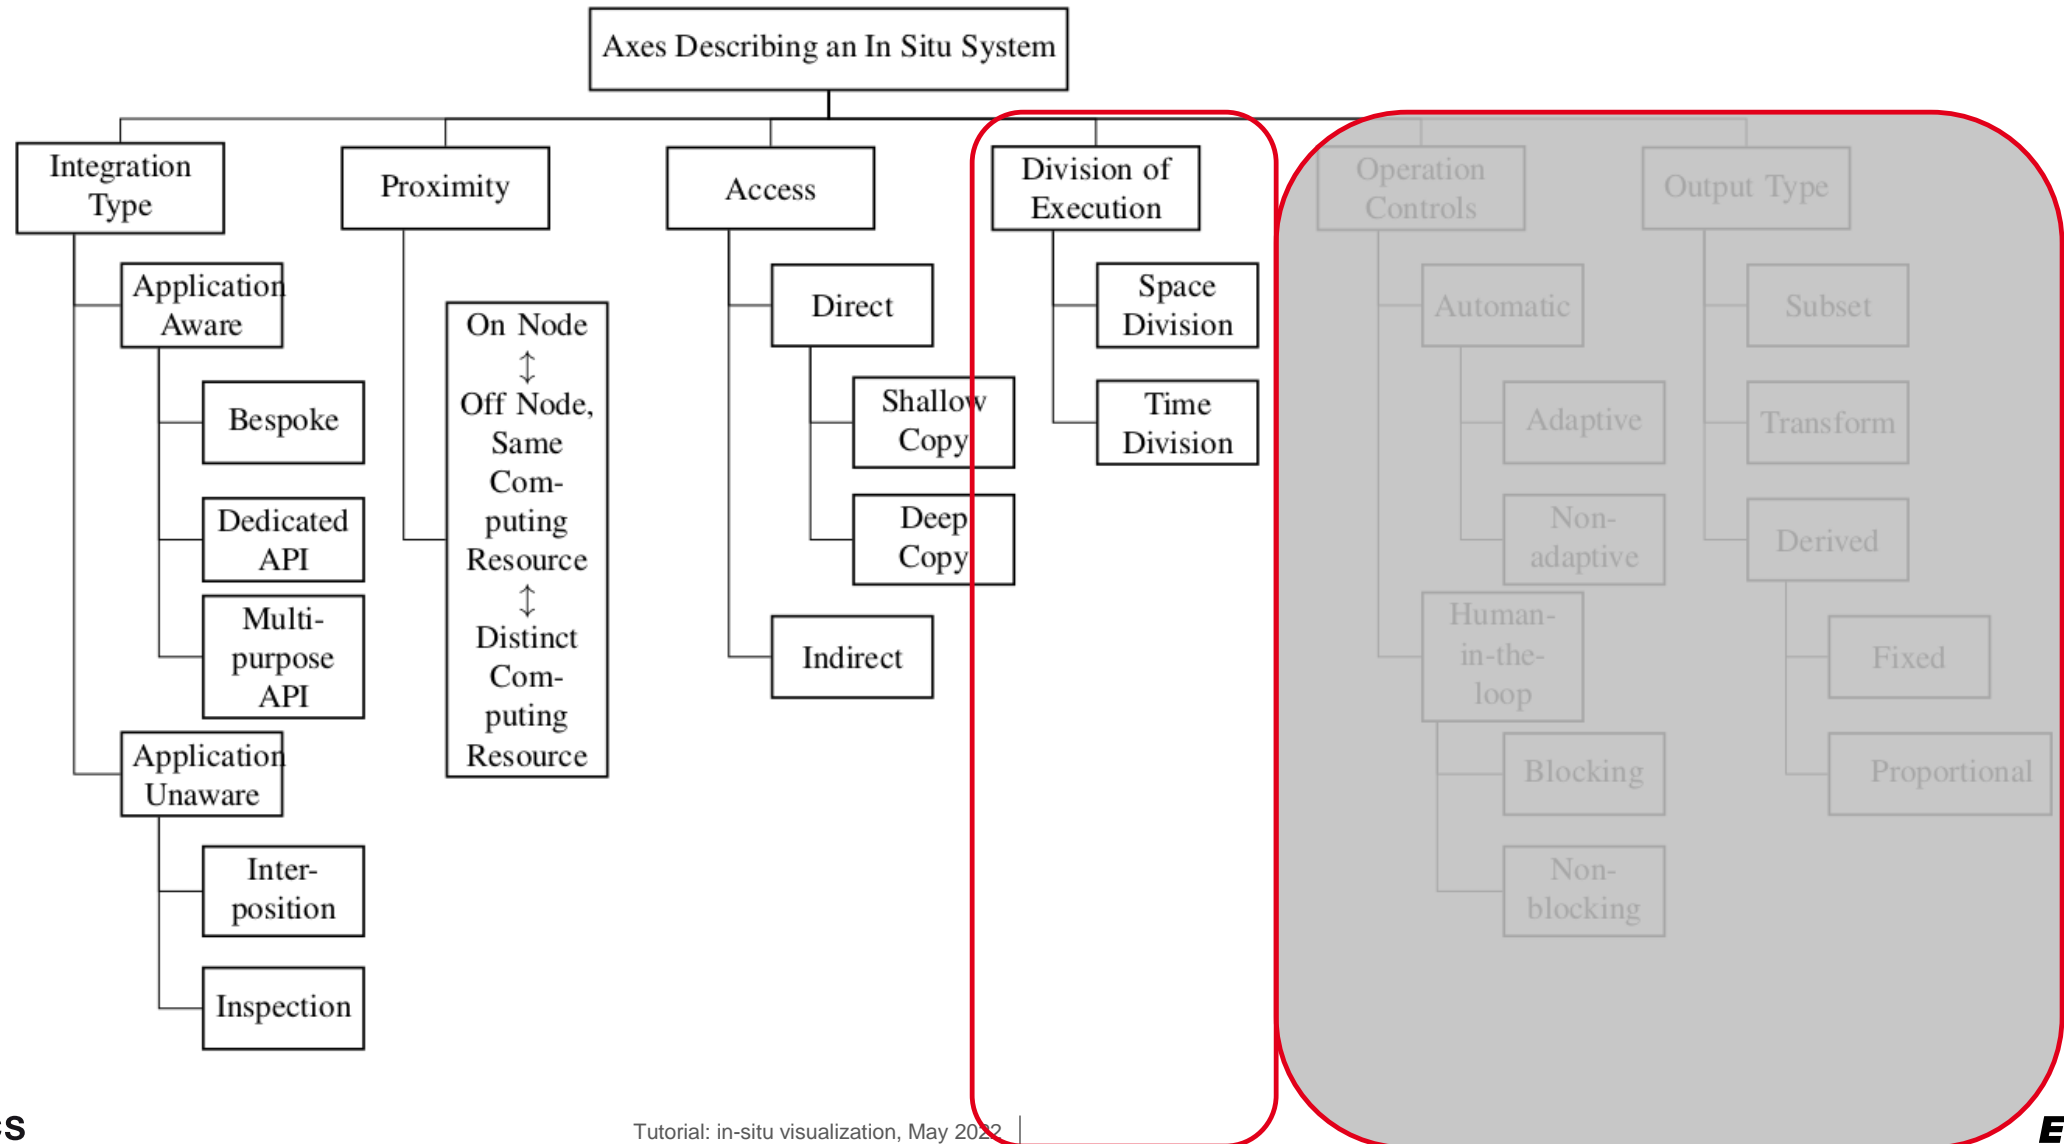 Axes Describing an In Situ System
Integration
Type
Application
Aware
Bespoke
Dedicated
API
Multi-
purpose
API
Application
Unaware
Inter-
position
Inspection
Proximity
On Node
↕
Off Node,
Same
Com-
puting
Resource
↕
Distinct
Com-
puting
Resource
Access
Direct
Shallow
Copy
Deep
Copy
Indirect
Division of
Execution
Space
Division
Time
Division
Operation
Controls
Automatic
Adaptive
Non-
adaptive
Human-
in-the-
loop
Blocking
Non-
blocking
Output Type
Subset
Transform
Derived
Fixed
Proportional
Tutorial: in-situ visualization, May 2022